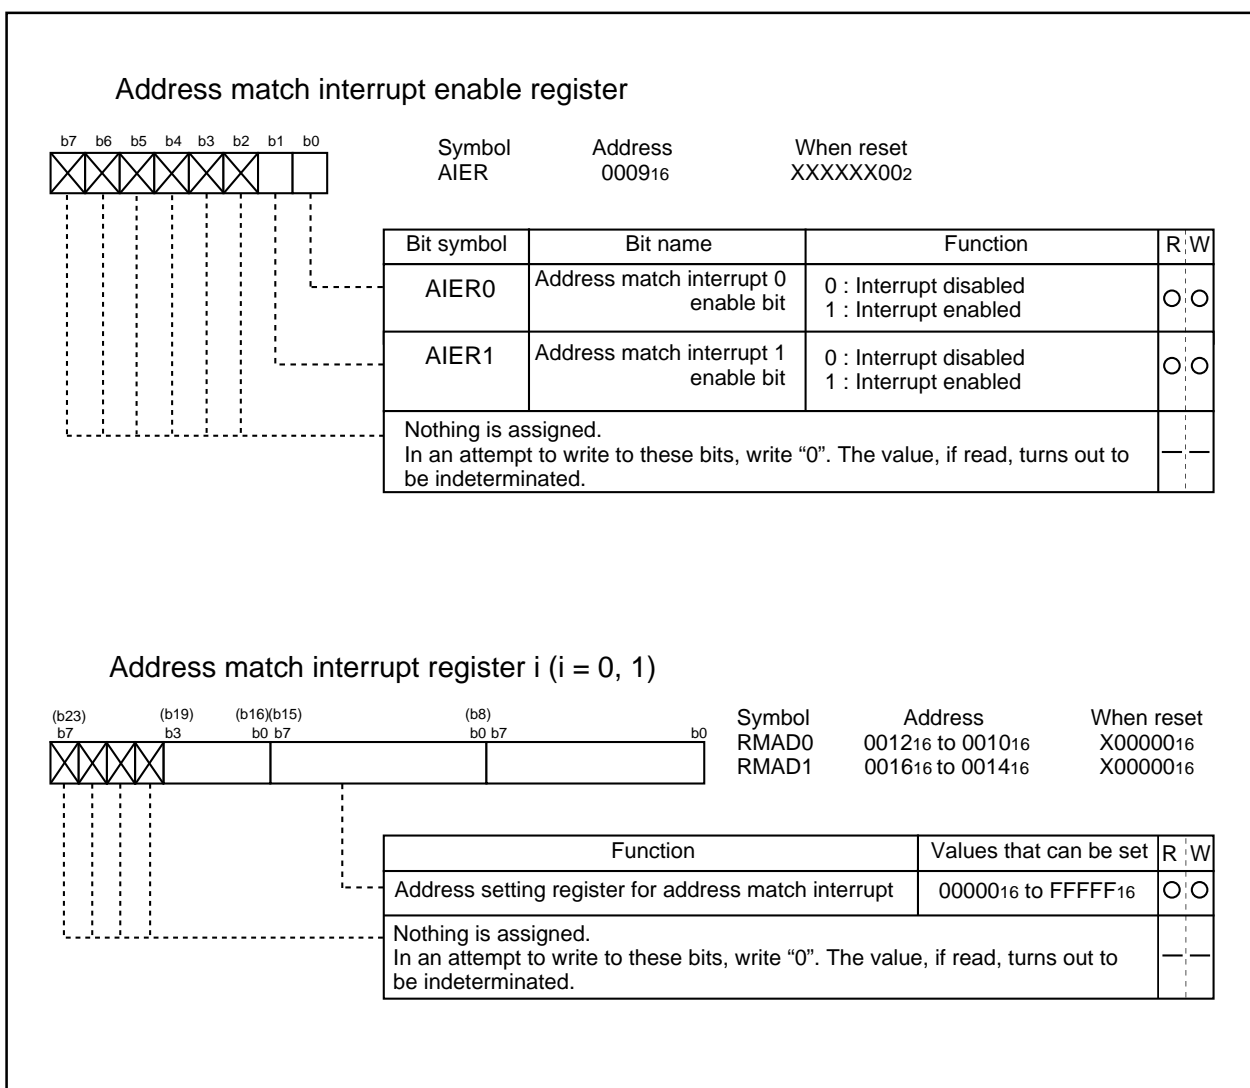 Address match interrupt enable register
b7 b6 b5 b4 b3 b2 b1 b0
Symbol Address When reset
AIER 000916 XXXXXX002
Bit symbol Bit name Function R W
AIER0 Address match interrupt 0 enable bit 0 : Interrupt disabled
1 : Interrupt enabled
AIER1 Address match interrupt 1 enable bit 0 : Interrupt disabled
1 : Interrupt enabled
Nothing is assigned.
In an attempt to write to these bits, write “0”. The value, if read, turns out to
be indeterminated.
Address match interrupt register i (i = 0, 1)
(b23) (b19) (b16)(b15) (b8)
b7 b3 b0 b7 b0 b7 b0
Symbol Address When reset
RMAD0 001216 to 001016 X0000016
RMAD1 001616 to 001416 X0000016
Function Values that can be set R W
Address setting register for address match interrupt 0000016 to FFFFF16
Nothing is assigned.
In an attempt to write to these bits, write “0”. The value, if read, turns out to
be indeterminated.